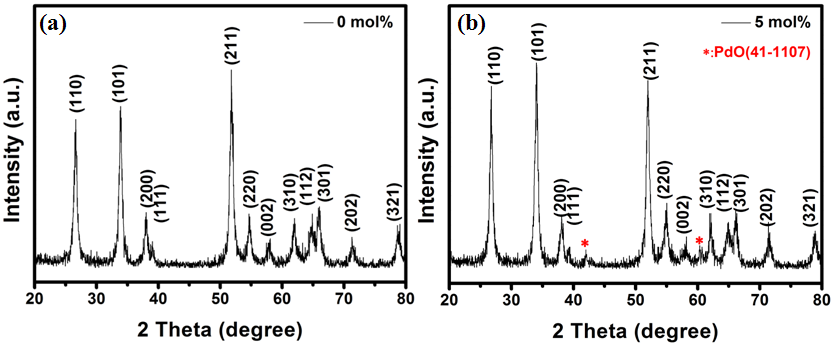 (a)
0 mol%
(110)
(101)
(200)
(111)
(211)
(220)
(002)
(310)
(112)
(301)
(202)
(321)
Intensity (a.u.)
20 30 40 50 60 70 80
2 Theta (degree)
(b)
5 mol%
*:PdO(41-1107)
(110)
(101)
(200)
(111)
*
(211)
(220)
(002)
*
(310)
(112)
(301)
(202)
(321)
Intensity (a.u.)
20 30 40 50 60 70 80
2 Theta (degree)